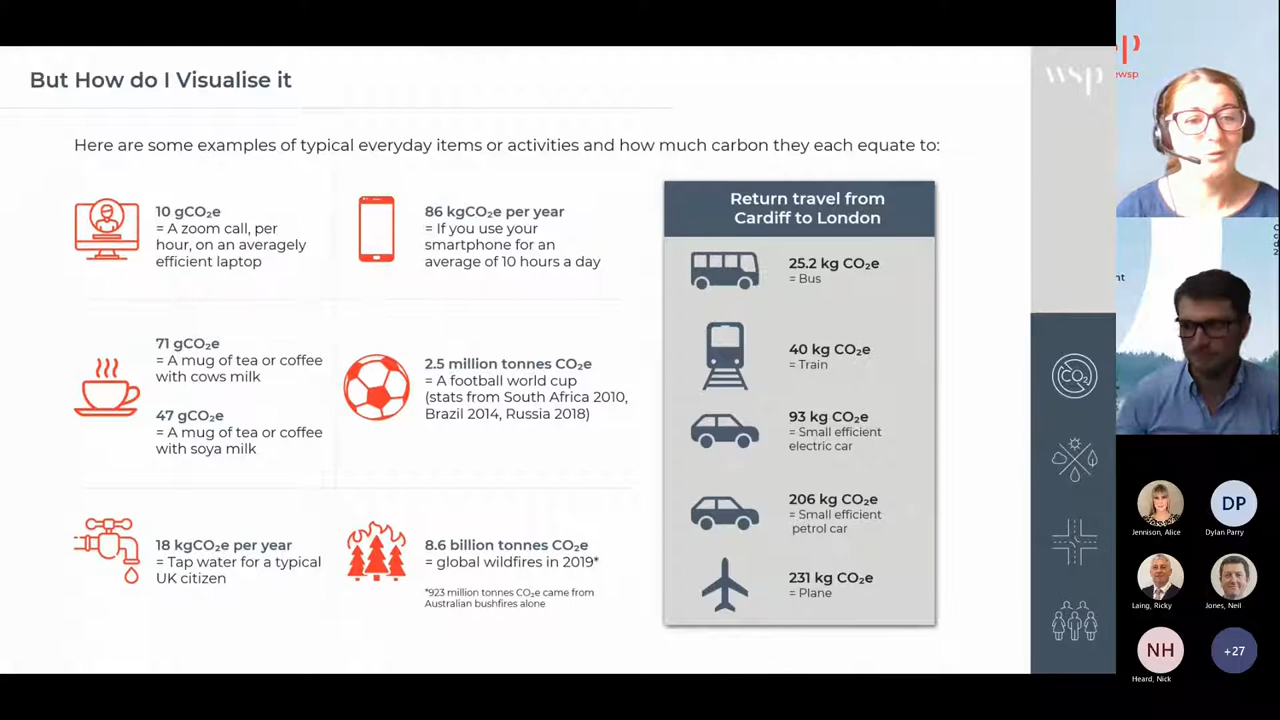 But How do I Visualise it
Here are some examples of typical everyday items or activities and how much carbon they each equate to:
10 gCO₂e
= A zoom call, per
hour, on an averagely
efficient laptop
86 kgCO₂e per year
= If you use your
smartphone for an
average of 10 hours a day
71 gCO₂e
= A mug of tea or coffee
with cows milk
47 gCO₂e
= A mug of tea or coffee
with soya milk
2.5 million tonnes CO₂e
= A football world cup
(stats from South Africa 2010,
Brazil 2014, Russia 2018)
18 kgCO₂e per year
= Tap water for a typical
UK citizen
8.6 billion tonnes CO₂e
= global wildfires in 2019*
*923 million tonnes CO₂e came from
Australian bushfires alone
Return travel from
Cardiff to London
25.2 kg CO₂e
= Bus
40 kg CO₂e
= Train
93 kg CO₂e
= Small efficient
electric car
206 kg CO₂e
= Small efficient
petrol car
231 kg CO₂e
= Plane
wsp
CO₂
ewsp
DP
Jennison, Alice
Dylan Parry
Laing, Ricky
Jones, Neil
NH
+27
Heard, Nick